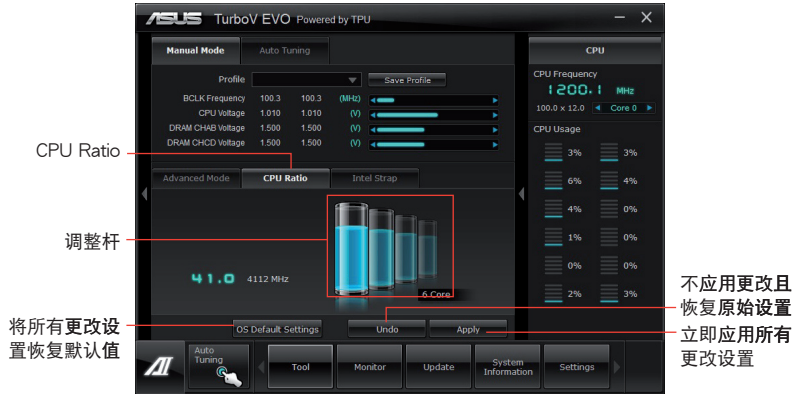 ASUS TurboV EVO Powered by TPU
Manual Mode Auto Tuning
Profile Save Profile
BCLK Frequency 100.3 100.3 (MHz)
CPU Voltage 1.010 1.010 (V)
DRAM CHAB Voltage 1.500 1.500 (V)
DRAM CHCD Voltage 1.500 1.500 (V)
CPU
CPU Frequency
1200.1 MHz
100.0 x 12.0 Core 0
CPU Usage
3% 3%
6% 4%
4% 0%
1% 0%
0% 0%
2% 3%
CPU Ratio
Advanced Mode CPU Ratio Intel Strap
调整杆
41.0 4112 MHz
6 Core
将所有更改设
置恢复默认值
OS Default Settings Undo Apply
不应用更改且
恢复原始设置
立即应用所有
更改设置
AI
Auto
Tuning
Tool Monitor Update System
Information Settings